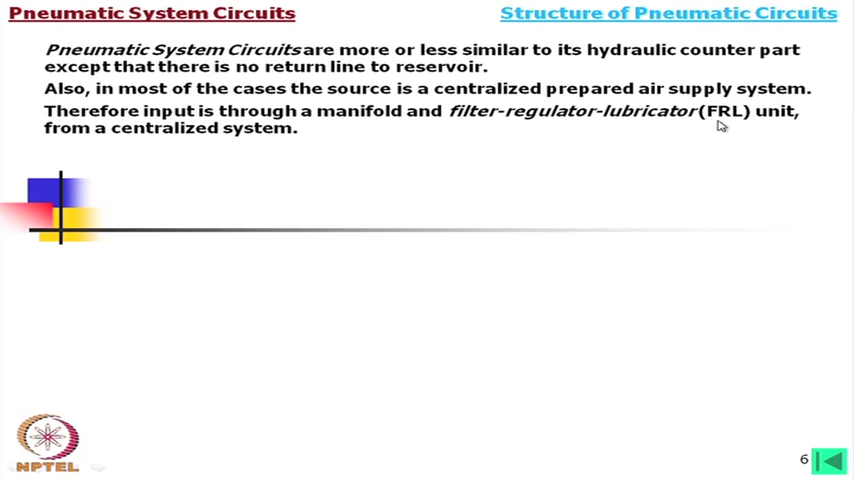 Pneumatic System Circuits
Structure of Pneumatic Circuits
Pneumatic System Circuits are more or less similar to its hydraulic counter part
except that there is no return line to reservoir.
Also, in most of the cases the source is a centralized prepared air supply system.
Therefore input is through a manifold and filter-regulator-lubricator (FRL) unit,
from a centralized system.
NPTEL
6